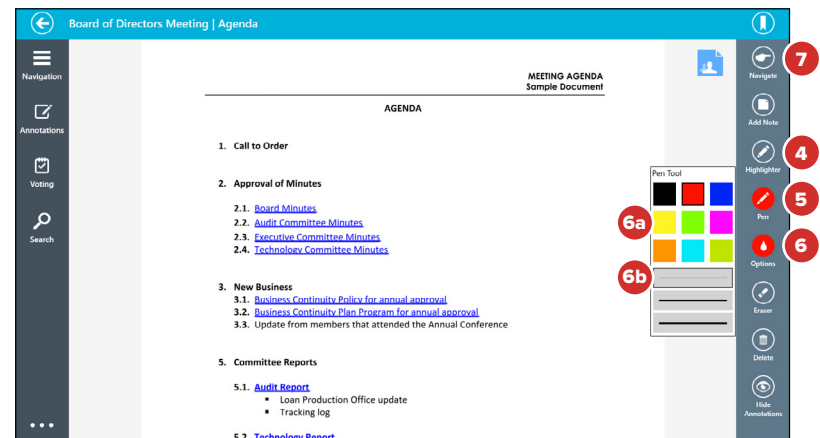 Board of Directors Meeting | Agenda
Navigation
Annotations
Voting
Search
MEETING AGENDA
Sample Document
AGENDA
1. Call to Order
2. Approval of Minutes
2.1. Board Minutes
2.2. Audit Committee Minutes
2.3. Executive Committee Minutes
2.4. Technology Committee Minutes
3. New Business
3.1. Business Continuity Policy for annual approval
3.2. Business Continuity Plan Program for annual approval
3.3. Update from members that attended the Annual Conference
5. Committee Reports
5.1. Audit Report
▪ Loan Production Office update
▪ Tracking log
5.2 Technology Report
Pen Tool
6a
6b
Navigate
7
Add Note
Highlighter
4
Pen
5
Options
6
Eraser
Delete
Hide
Annotations